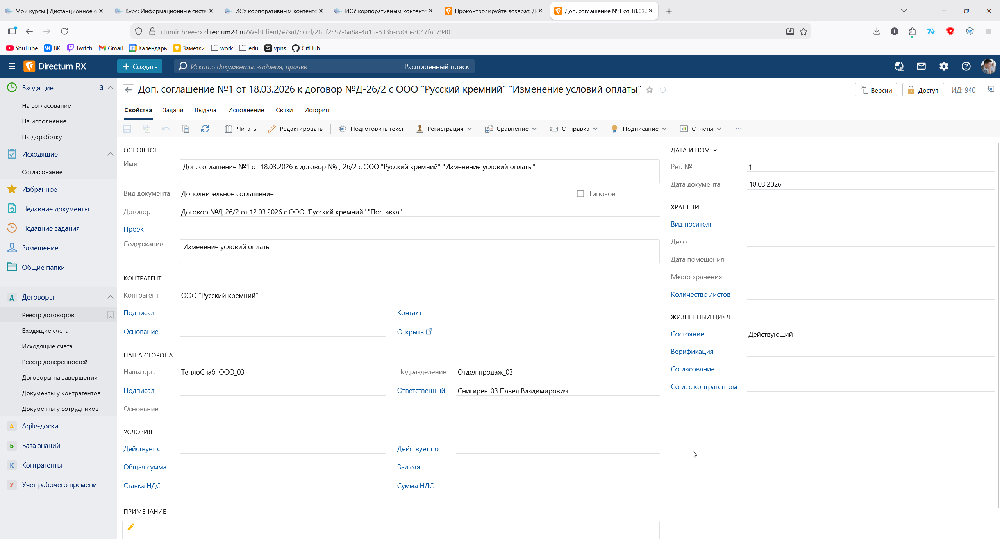 Мои курсы | Дистанционное о
Курс: Информационные систе
ИСУ корпоративным контенто
ИСУ корпоративным контенто
Проконтролируйте возврат: Д
Доп. соглашение №1 от 18.03.
rtumirthree-rx.directum24.ru/WebClient/#/sat/card/265f2c57-6a8a-4a15-833b-ca00e8047fa5/940
YouTube
ВК
Twitch
Gmail
31 Календарь
Заметки
work
edu
vpns
GitHub
Directum RX
Создать
Искать документы, задания, прочее
Расширенный поиск
Входящие 3
На согласование
На исполнение
На доработку
Исходящие
Согласование
Избранное
Недавние документы
Недавние задания
Замещение
Общие папки
Д Договоры
Реестр договоров
Входящие счета
Исходящие счета
Реестр доверенностей
Договоры на завершении
Документы у контрагентов
Документы у сотрудников
A Agile-доски
Б База знаний
К Контрагенты
У Учет рабочего времени
Доп. соглашение №1 от 18.03.2026 к договор №Д-26/2 с ООО "Русский кремний" "Изменение условий оплаты"
Версии
Доступ
ИД: 940
Свойства
Задачи
Выдача
Исполнение
Связи
История
Читать
Редактировать
AI Подготовить текст
Регистрация
Сравнение
Отправка
Подписание
Отчеты
ОСНОВНОЕ
Имя
Доп. соглашение №1 от 18.03.2026 к договор №Д-26/2 с ООО "Русский кремний" "Изменение условий оплаты"
Вид документа Дополнительное соглашение
Типовое
Договор Договор №Д-26/2 от 12.03.2026 с ООО "Русский кремний" "Поставка"
Проект
Содержание
Изменение условий оплаты
КОНТРАГЕНТ
Контрагент ООО "Русский кремний"
Подписал
Контакт
Основание
Открыть
НАША СТОРОНА
Наша орг. ТеплоСнаб, ООО_03
Подразделение Отдел продаж_03
Подписал
Ответственный Снигирев_03 Павел Владимирович
Основание
УСЛОВИЯ
Действует с
Действует по
Общая сумма
Валюта
Ставка НДС
Сумма НДС
ПРИМЕЧАНИЕ
ДАТА И НОМЕР
Рег. № 1
Дата документа 18.03.2026
ХРАНЕНИЕ
Вид носителя
Дело
Дата помещения
Место хранения
Количество листов
ЖИЗНЕННЫЙ ЦИКЛ
Состояние Действующий
Верификация
Согласование
Согл. с контрагентом